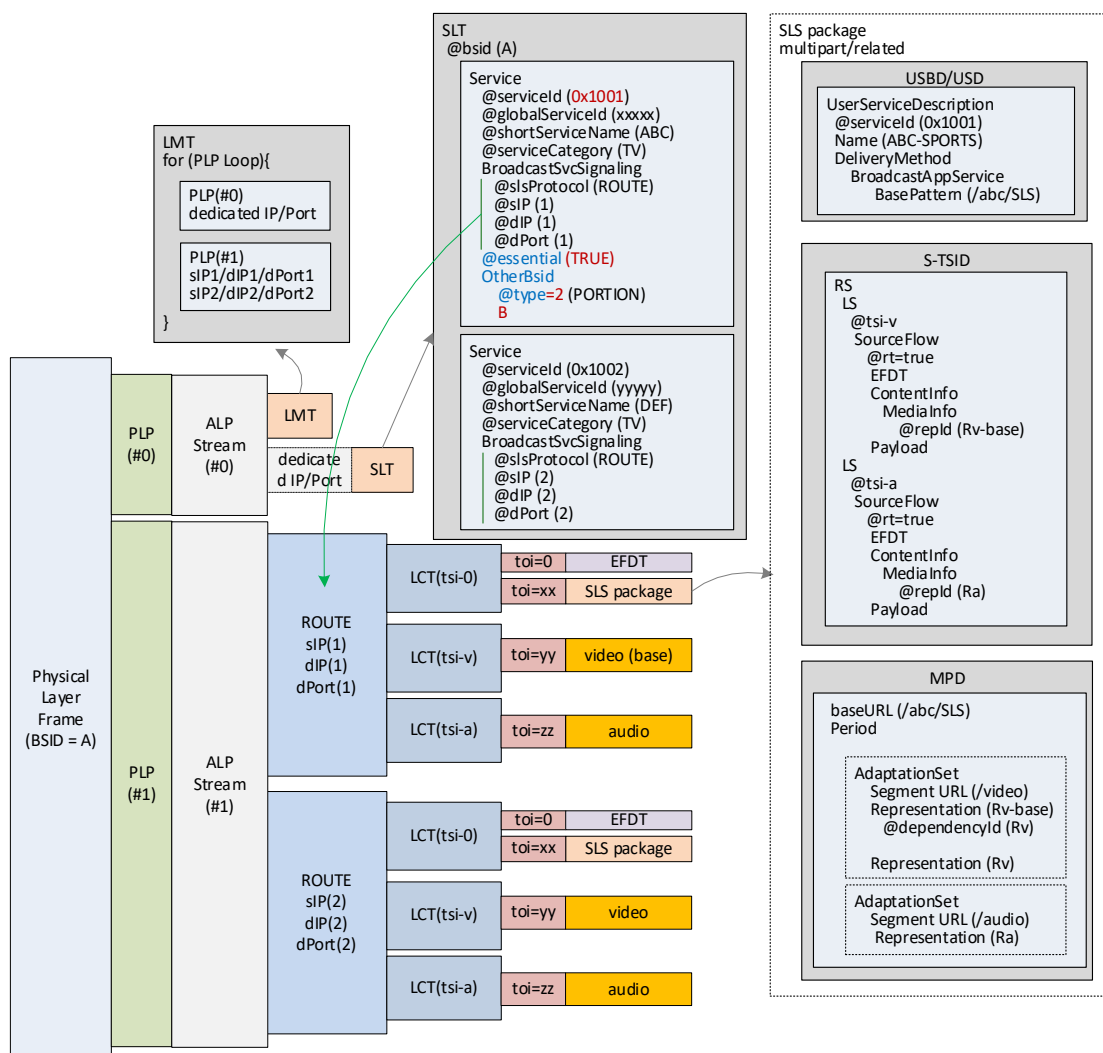 LMT
for (PLP Loop){
PLP(#0)
dedicated IP/Port
PLP(#1)
sIP1/dIP1/dPort1
sIP2/dIP2/dPort2
}
SLT
@bsid (A)
Service
@serviceId (0x1001)
@globalServiceId (xxxxx)
@shortServiceName (ABC)
@serviceCategory (TV)
BroadcastSvcSignaling
@slsProtocol (ROUTE)
@sIP (1)
@dIP (1)
@dPort (1)
@essential (TRUE)
OtherBsid
@type=2 (PORTION)
B
Service
@serviceId (0x1002)
@globalServiceId (yyyyy)
@shortServiceName (DEF)
@serviceCategory (TV)
BroadcastSvcSignaling
@slsProtocol (ROUTE)
@sIP (2)
@dIP (2)
@dPort (2)
SLS package
multipart/related
USBD/USD
UserServiceDescription
@serviceId (0x1001)
Name (ABC-SPORTS)
DeliveryMethod
BroadcastAppService
BasePattern (/abc/SLS)
S-TSID
RS
LS
@tsi-v
SourceFlow
@rt=true
EFDT
ContentInfo
MediaInfo
@repId (Rv-base)
Payload
LS
@tsi-a
SourceFlow
@rt=true
EFDT
ContentInfo
MediaInfo
@repId (Ra)
Payload
MPD
baseURL (/abc/SLS)
Period
AdaptationSet
Segment URL (/video)
Representation (Rv-base)
@dependencyId (Rv)
Representation (Rv)
AdaptationSet
Segment URL (/audio)
Representation (Ra)
Physical
Layer
Frame
(BSID = A)
PLP
(#0)
ALP
Stream
(#0)
LMT
dedicate
d IP/Port
SLT
PLP
(#1)
ALP
Stream
(#1)
ROUTE
sIP(1)
dIP(1)
dPort(1)
LCT(tsi-0)
toi=0
EFDT
toi=xx
SLS package
LCT(tsi-v)
toi=yy
video (base)
LCT(tsi-a)
toi=zz
audio
ROUTE
sIP(2)
dIP(2)
dPort(2)
LCT(tsi-0)
toi=0
EFDT
toi=xx
SLS package
LCT(tsi-v)
toi=yy
video
LCT(tsi-a)
toi=zz
audio